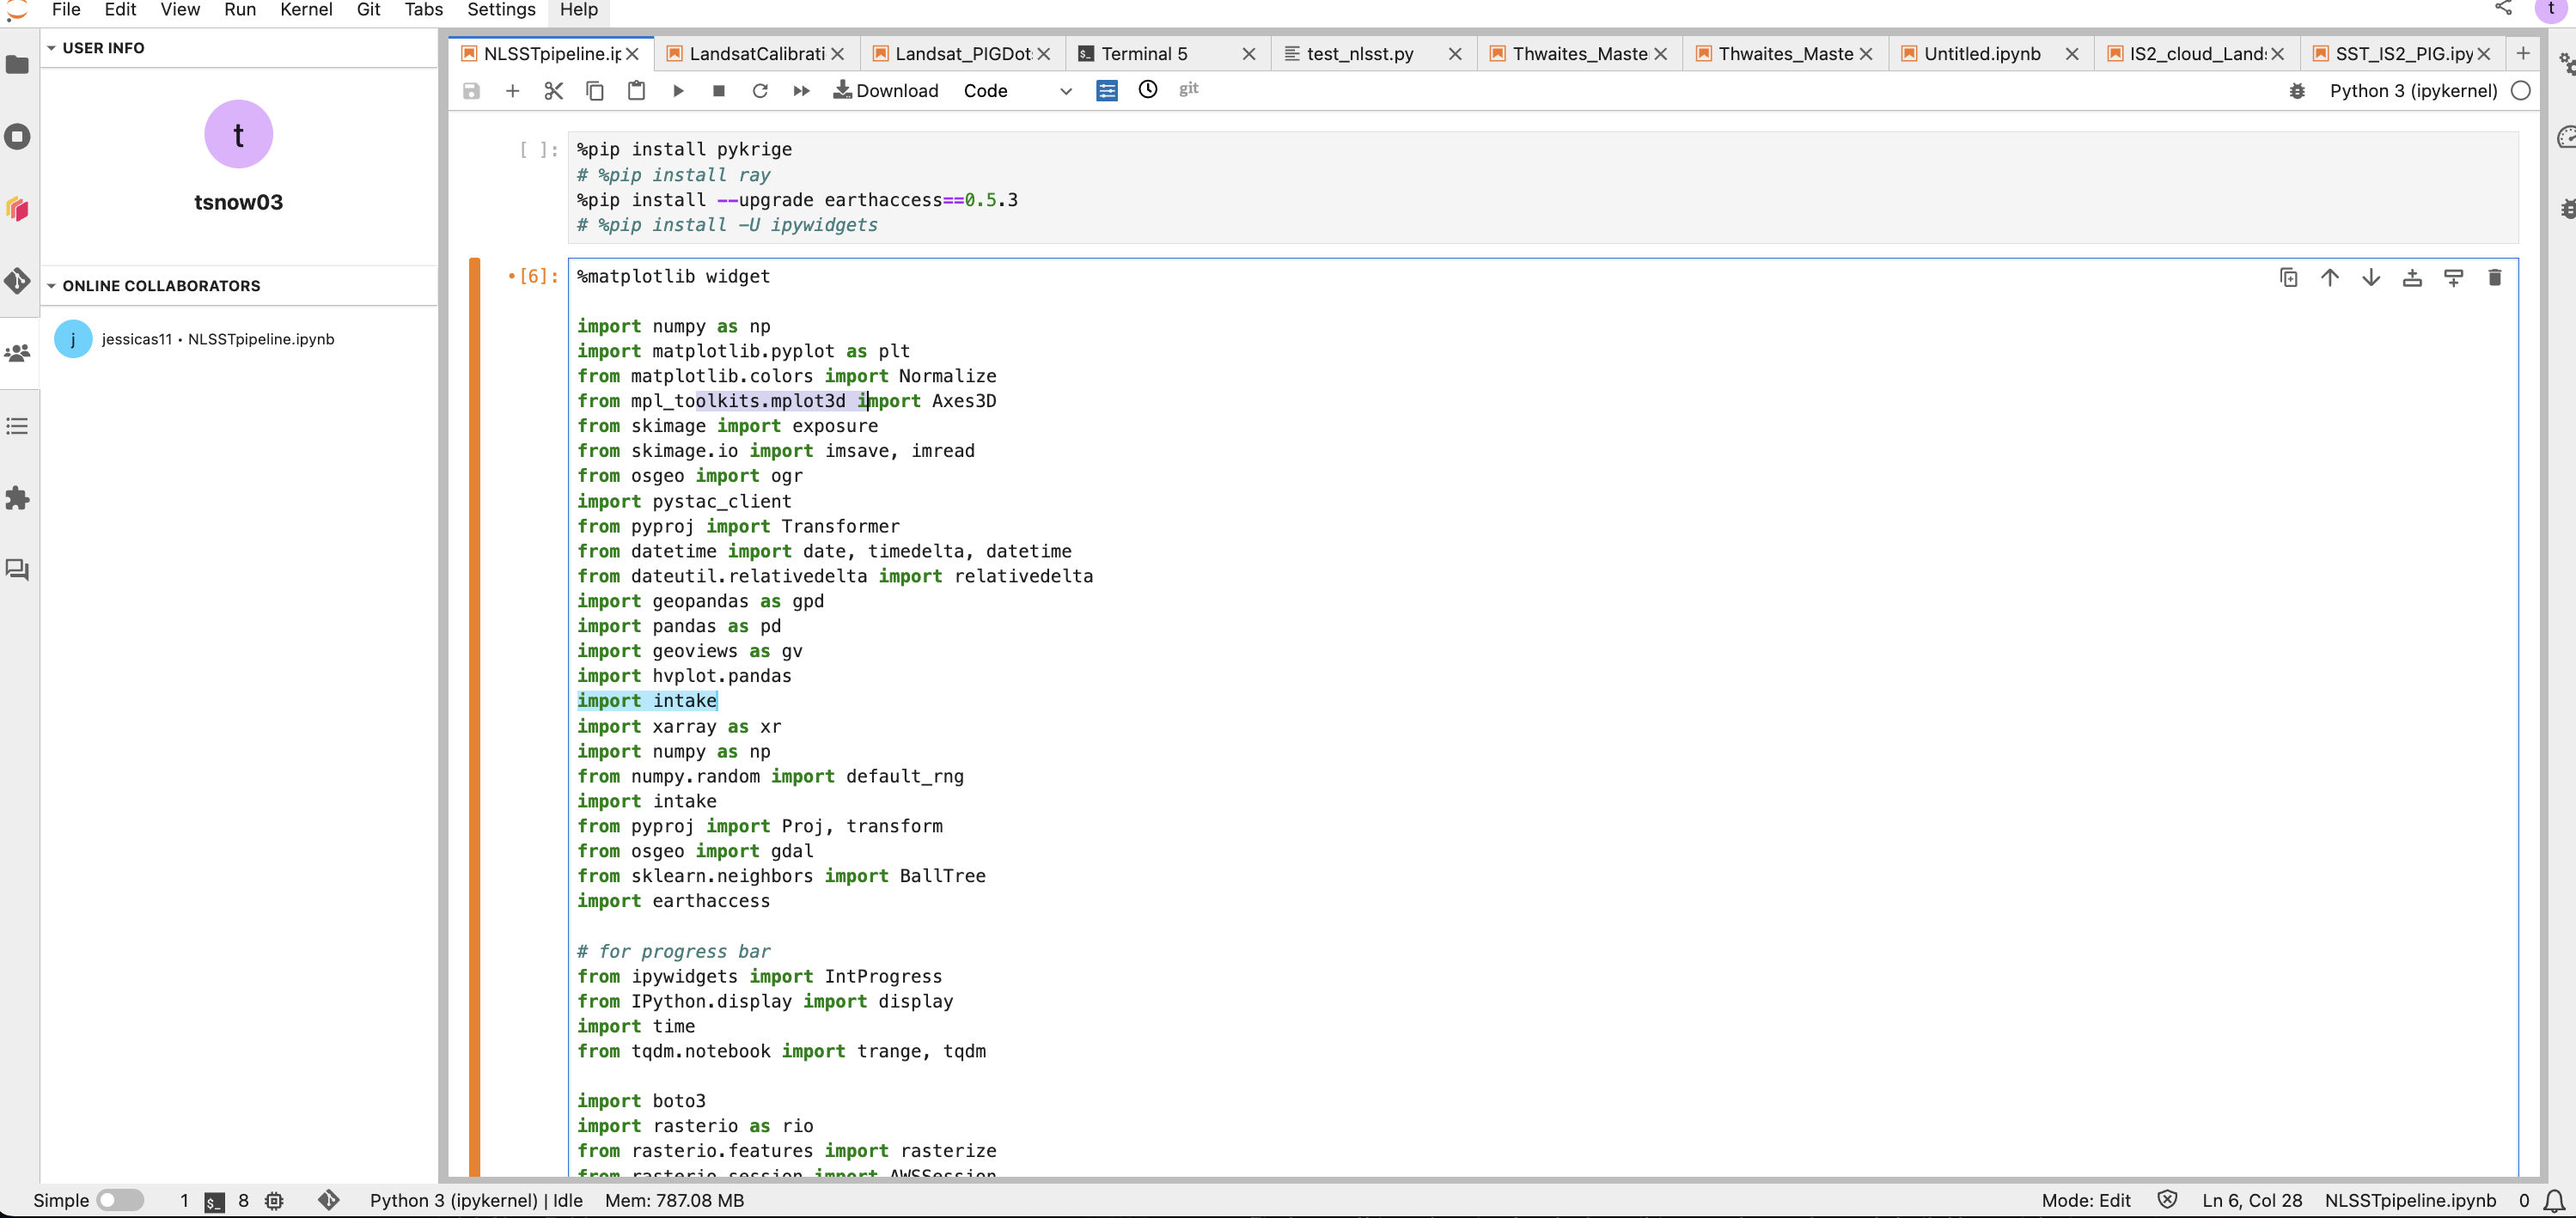 File Edit View Run Kernel Git Tabs Settings Help t
USER INFO
t
tsnow03
ONLINE COLLABORATORS
j jessicas11 • NLSSTpipeline.ipynb
NLSSTpipeline.ip LandsatCalibrati Landsat_PIGDot Terminal 5 test_nlsst.py Thwaites_Master Thwaites_Maste Untitled.ipynb IS2_cloud_Lands SST_IS2_PIG.ipy
Download Code git Python 3 (ipykernel)
[ ]:
%pip install pykrige
# %pip install ray
%pip install --upgrade earthaccess==0.5.3
# %pip install -U ipywidgets
•[6]:
%matplotlib widget
import numpy as np
import matplotlib.pyplot as plt
from matplotlib.colors import Normalize
from mpl_toolkits.mplot3d import Axes3D
from skimage import exposure
from skimage.io import imsave, imread
from osgeo import ogr
import pystac_client
from pyproj import Transformer
from datetime import date, timedelta, datetime
from dateutil.relativedelta import relativedelta
import geopandas as gpd
import pandas as pd
import geoviews as gv
import hvplot.pandas
import intake
import xarray as xr
import numpy as np
from numpy.random import default_rng
import intake
from pyproj import Proj, transform
from osgeo import gdal
from sklearn.neighbors import BallTree
import earthaccess
# for progress bar
from ipywidgets import IntProgress
from IPython.display import display
import time
from tqdm.notebook import trange, tqdm
import boto3
import rasterio as rio
from rasterio.features import rasterize
from rasterio.session import AWSSession
Simple 1 $_ 8 Python 3 (ipykernel) | Idle Mem: 787.08 MB Mode: Edit Ln 6, Col 28 NLSSTpipeline.ipynb 0